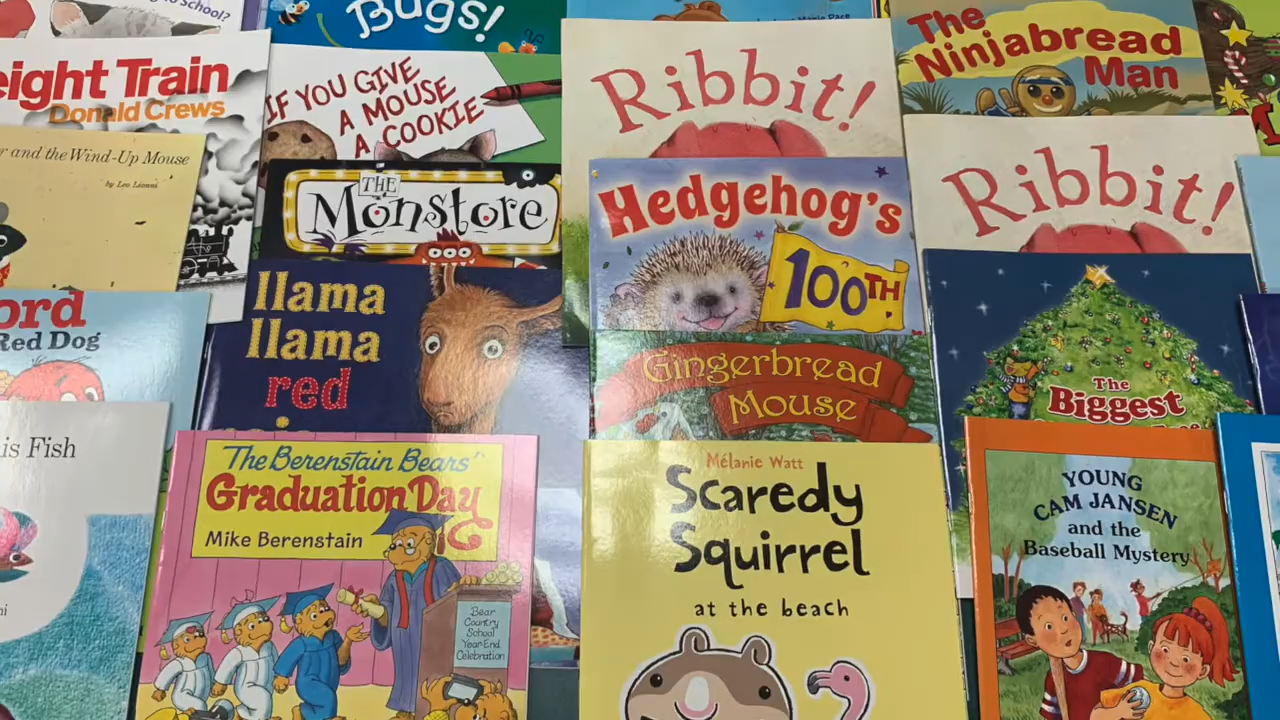 to School?
Bugs!
The
Ninjabread
Man
eight Train
Donald Crews
IF YOU GIVE
A MOUSE
A COOKIE
Ribbit!
r and the Wind-Up Mouse
by Leo Lionni
THE
Monstore
Hedgehog's
100TH
Ribbit!
ord
Red Dog
llama
llama
red
Gingerbread
Mouse
The
Biggest
is Fish
ni
The Berenstain Bears'
Graduation Day
Mike Berenstain
Bear
Country
School
Year-End
Celebration
Mélanie Watt
Scaredy
Squirrel
at the beach
YOUNG
CAM JANSEN
and the
Baseball Mystery